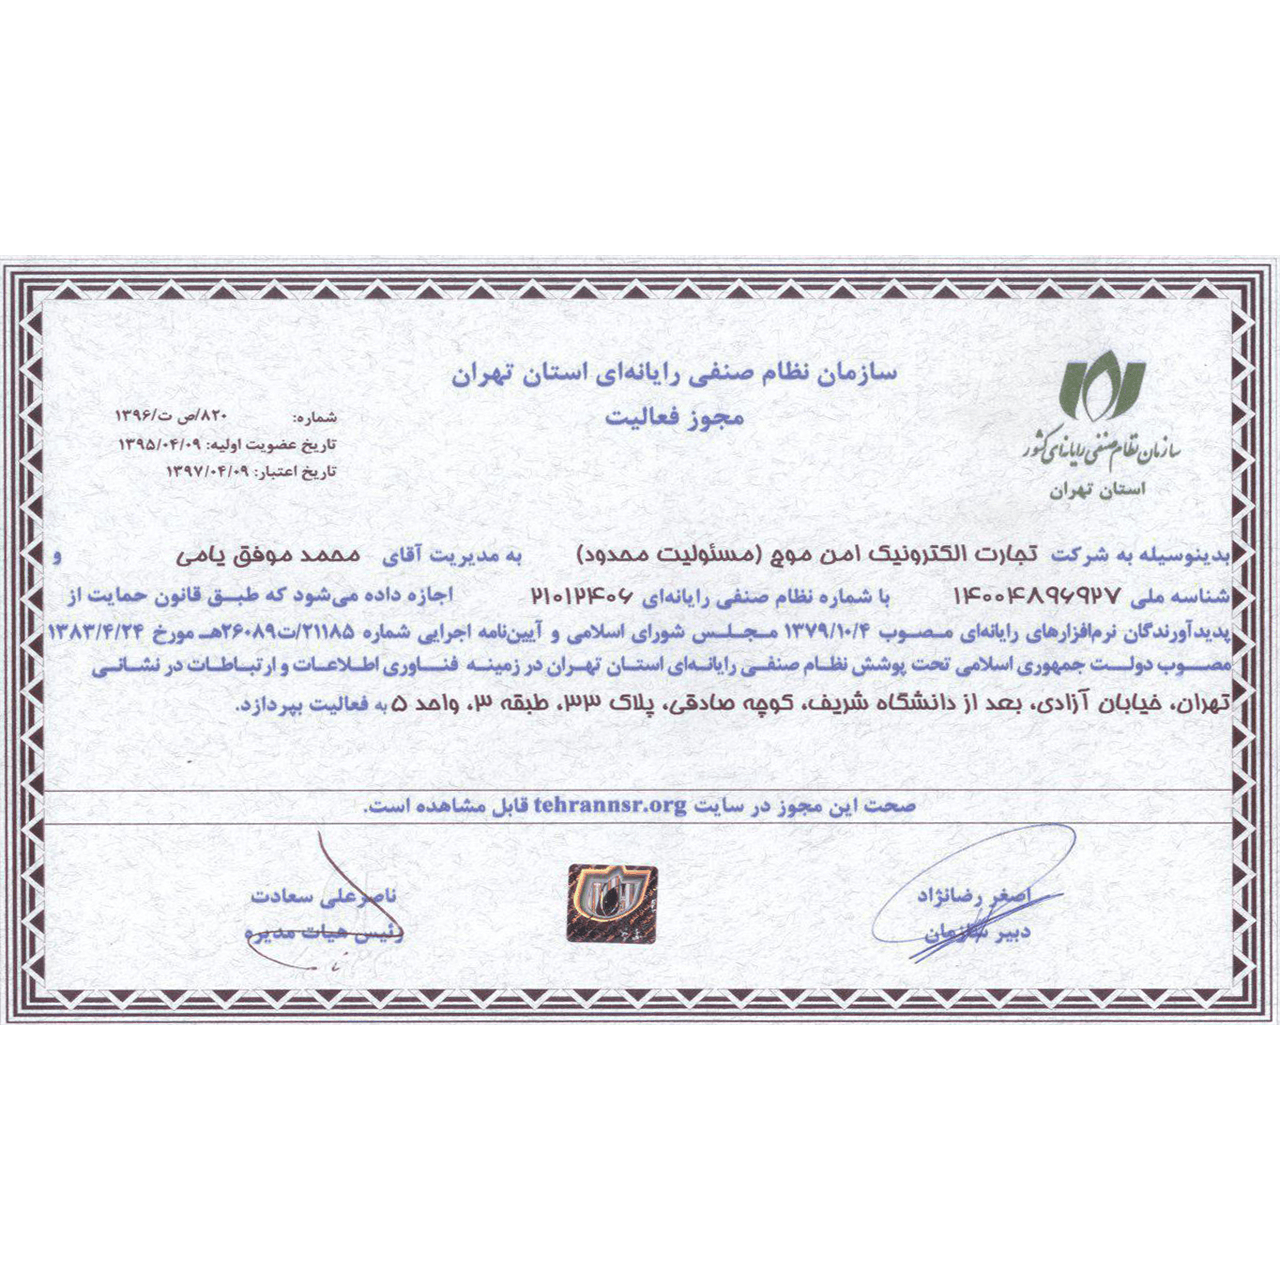 سازمان نظام صنفی رایانه‌ای استان تهران
مجوز فعالیت
سازمان نظام صنفی رایانه‌ای کشور
استان تهران
شماره: ۸۲۰/ص ت/۱۳۹۶
تاریخ عضویت اولیه: ۱۳۹۵/۰۴/۰۹
تاریخ اعتبار: ۱۳۹۷/۰۴/۰۹
بدینوسیله به شرکت تجارت الکترونیک امن موج (مسئولیت محدود) به مدیریت آقای محمد موفق یامی و
شناسه ملی ۱۴۰۰۴۸۹۶۹۲۷ با شماره نظام صنفی رایانه‌ای ۲۱۰۱۲۴۰۶ اجازه داده می‌شود که طبق قانون حمایت از
پدیدآورندگان نرم‌افزارهای رایانه‌ای مصوب ۱۳۷۹/۱۰/۴ مجلس شورای اسلامی و آیین‌نامه اجرایی شماره ۲۱۱۸۵/ت۲۶۰۸۹هـ مورخ ۱۳۸۳/۴/۲۴
مصوب دولت جمهوری اسلامی تحت پوشش نظام صنفی رایانه‌ای استان تهران در زمینه فناوری اطلاعات و ارتباطات در نشانی
تهران، خیابان آزادی، بعد از دانشگاه شریف، کوچه صادقی، پلاک ۳۳، طبقه ۳، واحد ۵ به فعالیت بپردازد.
صحت این مجوز در سایت tehrannsr.org قابل مشاهده است.
اصغر رضانژاد
دبیر سازمان
ناصرعلی سعادت
رئیس هیات مدیره